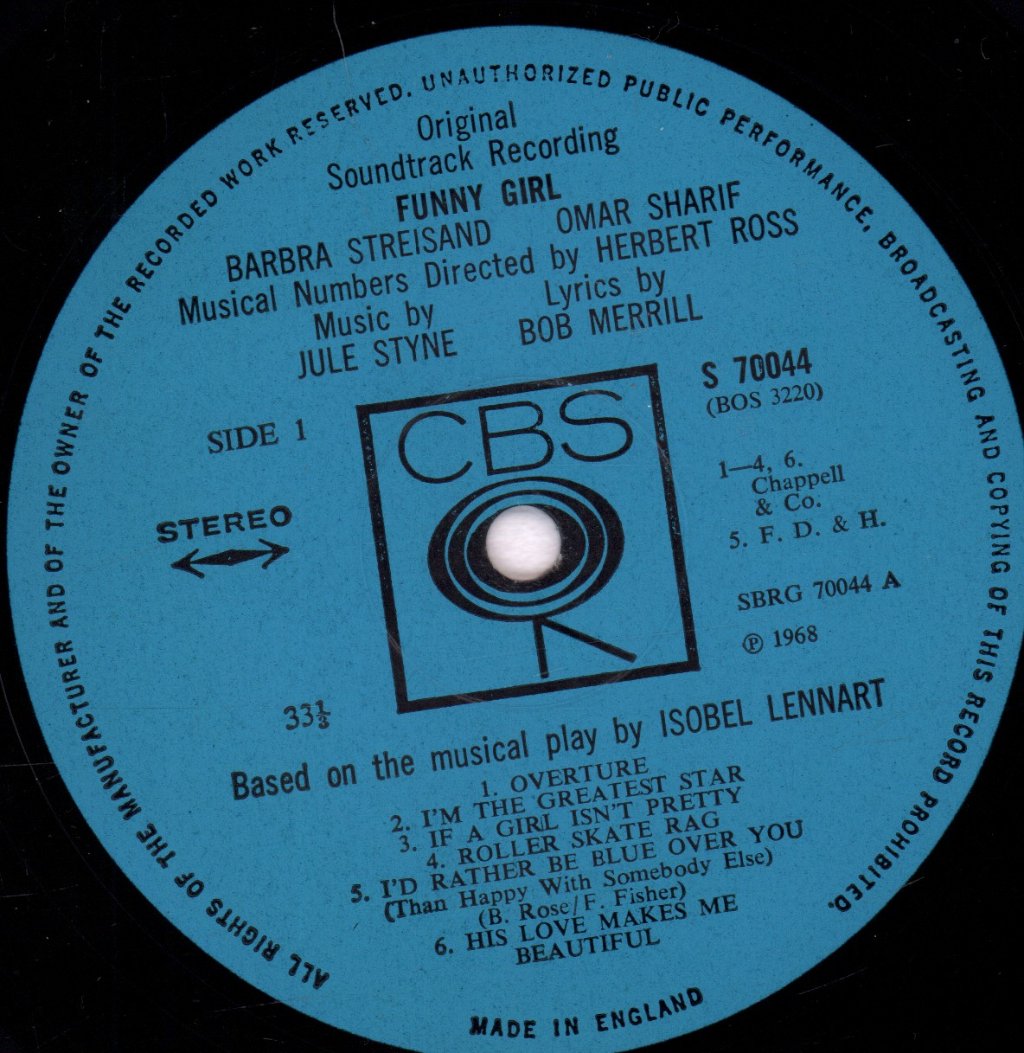 ALL RIGHTS OF THE MANUFACTURER AND OF THE OWNER OF THE RECORDED WORK RESERVED. UNAUTHORIZED PUBLIC PERFORMANCE, BROADCASTING AND COPYING OF THIS RECORD PROHIBITED.
Original
Soundtrack Recording
FUNNY GIRL
BARBRA STREISAND OMAR SHARIF
Musical Numbers Directed by HERBERT ROSS
Music by Lyrics by
JULE STYNE BOB MERRILL
S 70044
(BOS 3220)
SIDE 1
CBS
1—4, 6.
Chappell
& Co.
5. F. D. & H.
STEREO
SBRG 70044 A
℗ 1968
33⅓
Based on the musical play by ISOBEL LENNART
1. OVERTURE
2. I'M THE GREATEST STAR
3. IF A GIRL ISN'T PRETTY
4. ROLLER SKATE RAG
5. I'D RATHER BE BLUE OVER YOU
(Than Happy With Somebody Else)
(B. Rose/F. Fisher)
6. HIS LOVE MAKES ME
BEAUTIFUL
MADE IN ENGLAND